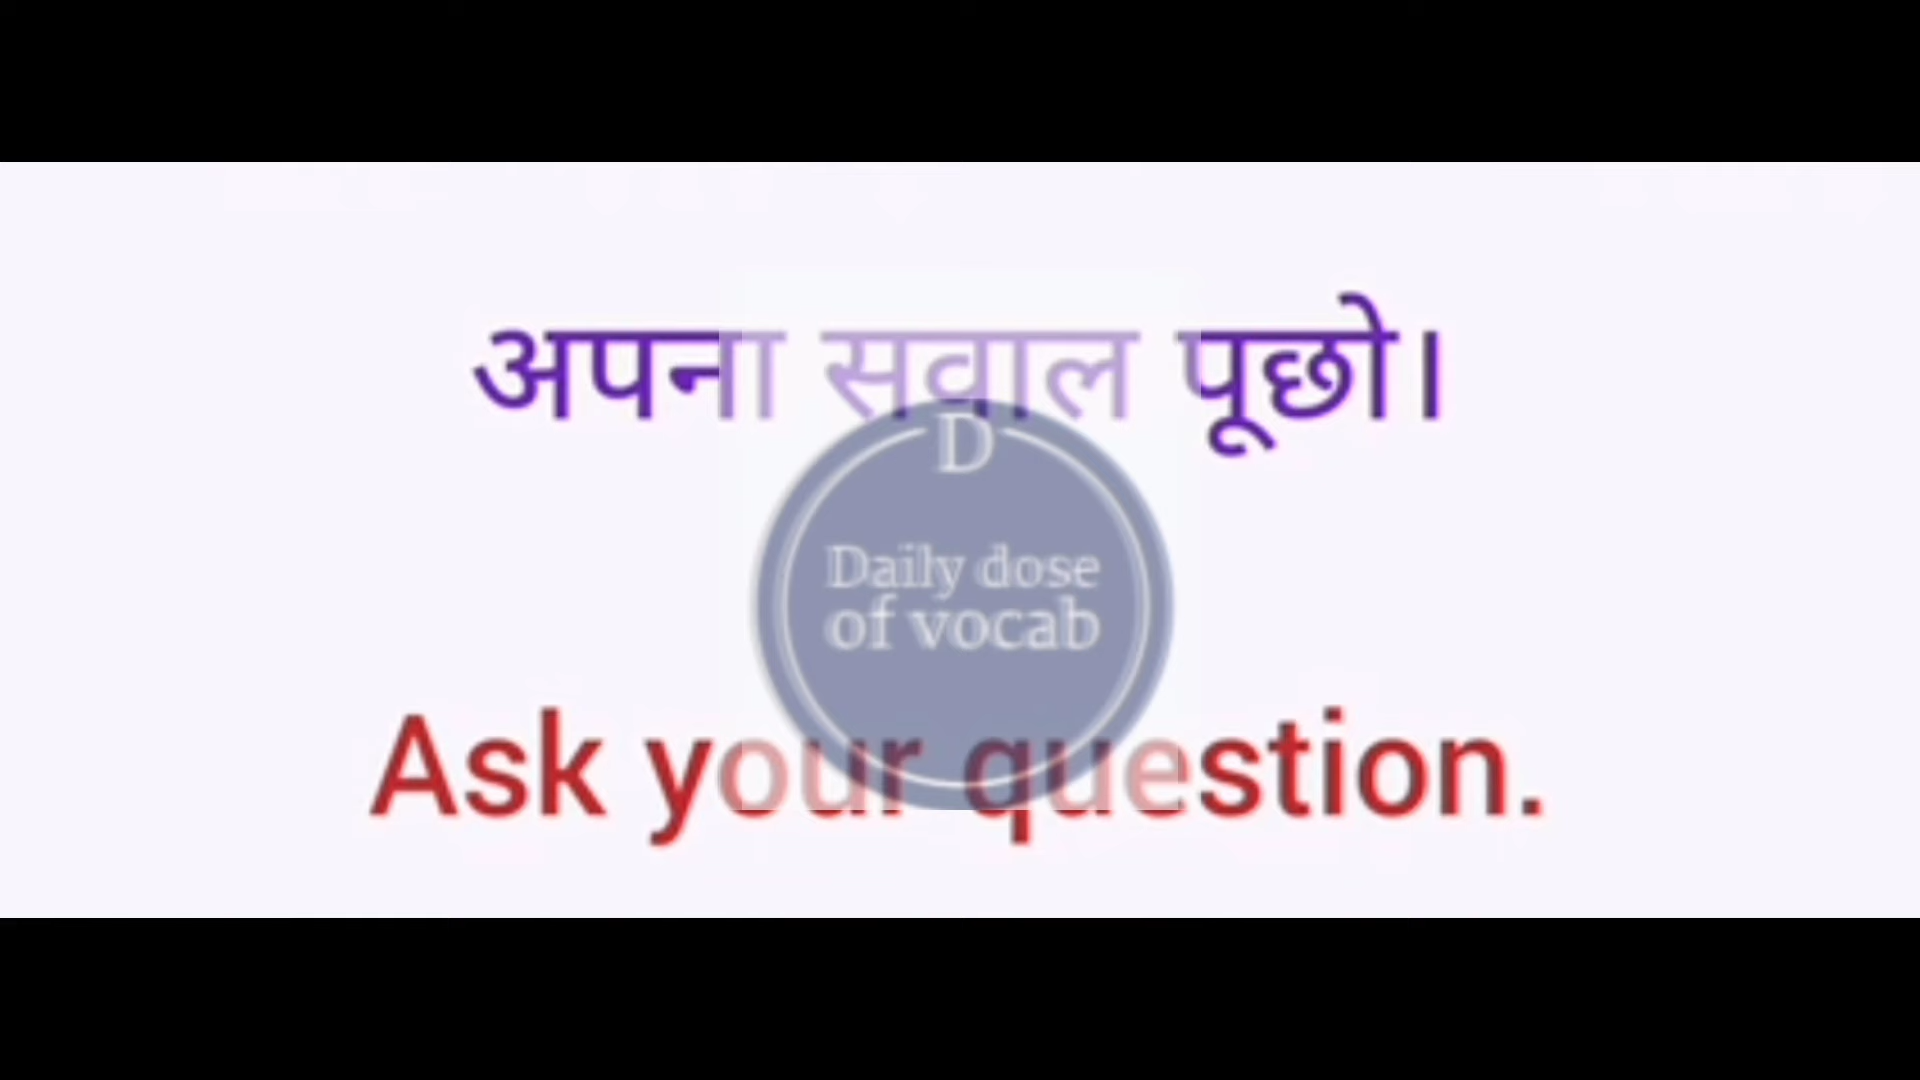 अपना सवाल पूछो।
D
Daily dose
of vocab
Ask your question.